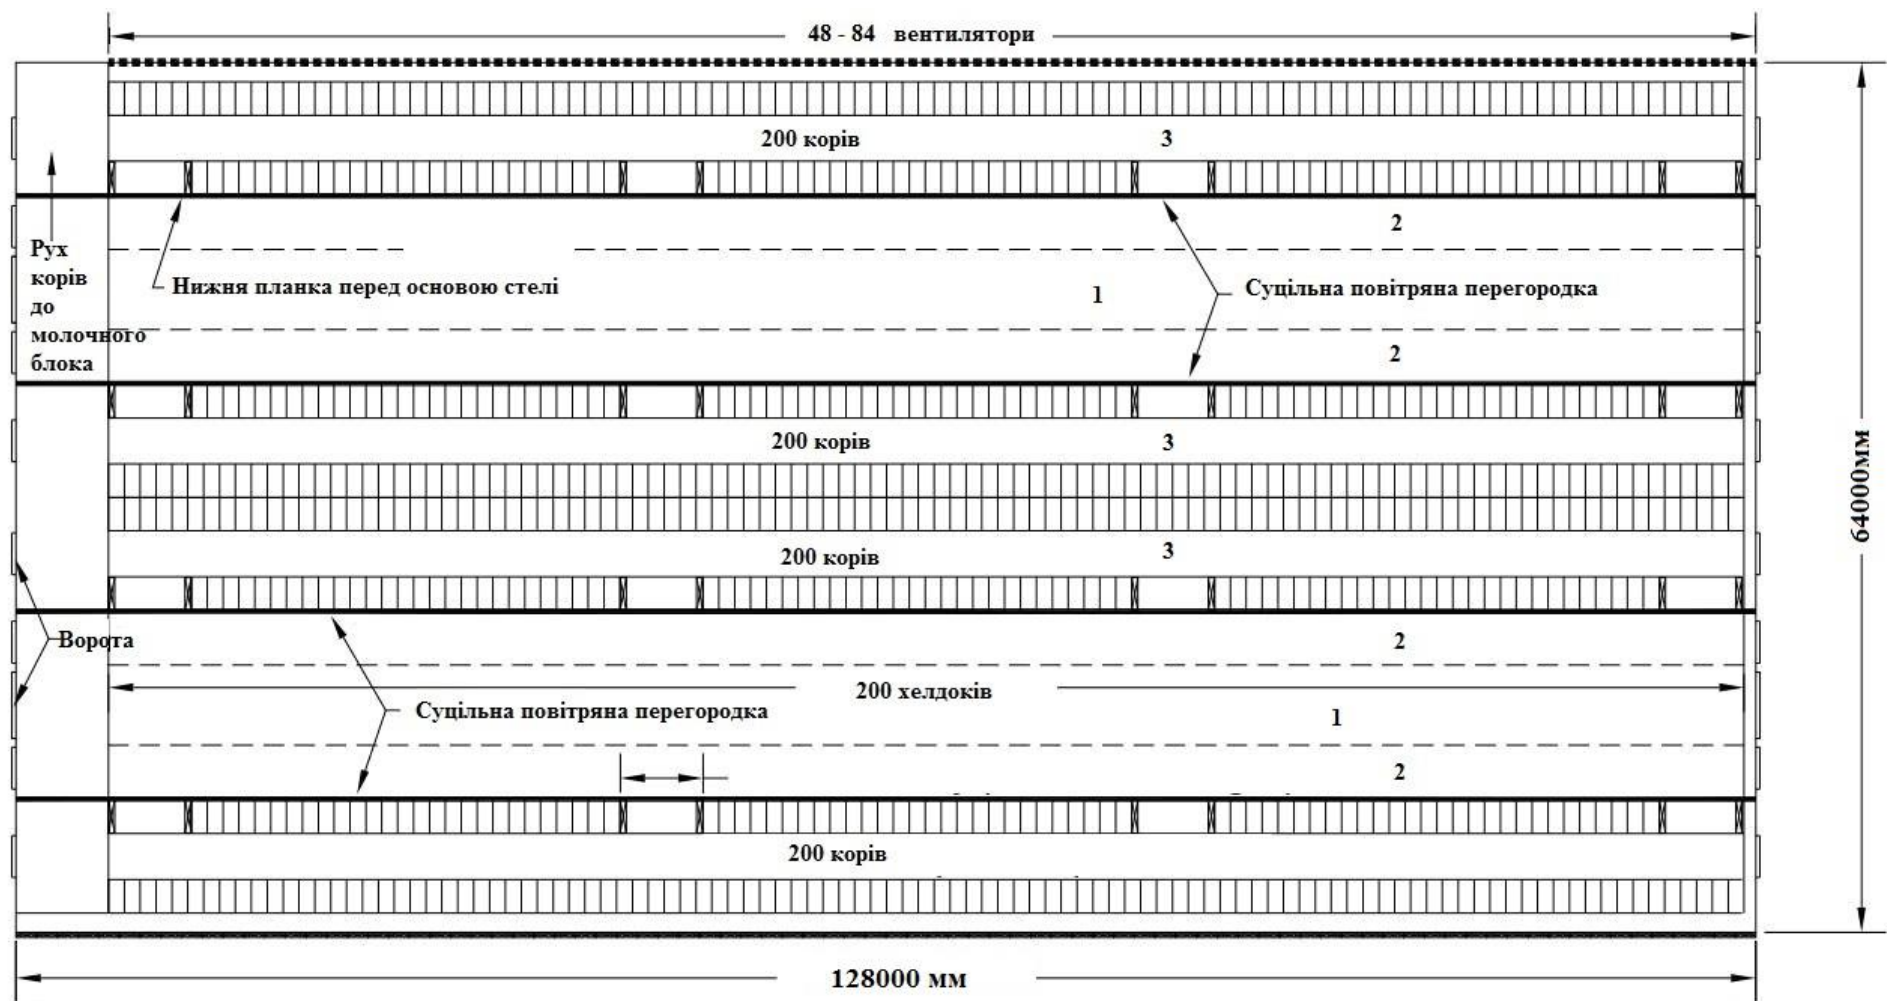 48 - 84 вентилятори
200 корів
3
2
Рух
корів
до
молочного
блока
Нижня планка перед основою стелі
1
Суцільна повітряна перегородка
2
200 корів
3
64000мм
200 корів
3
Ворота
2
200 хелдоків
Суцільна повітряна перегородка
1
2
200 корів
128000 мм